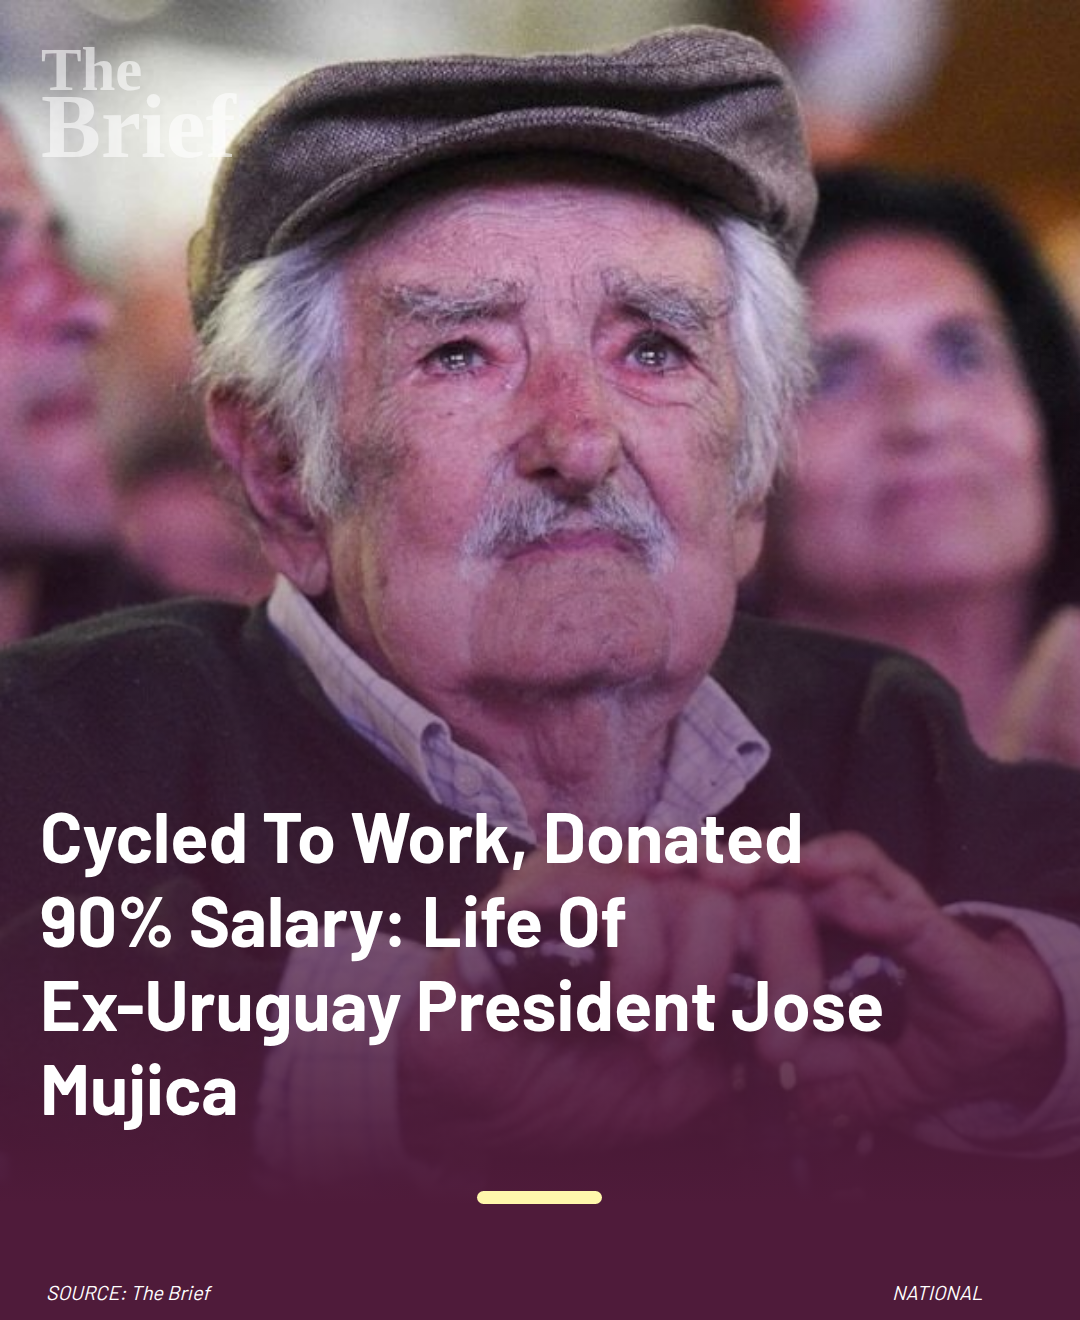 The
Brief
Cycled To Work, Donated
90% Salary: Life Of
Ex-Uruguay President Jose
Mujica
SOURCE: The Brief
NATIONAL